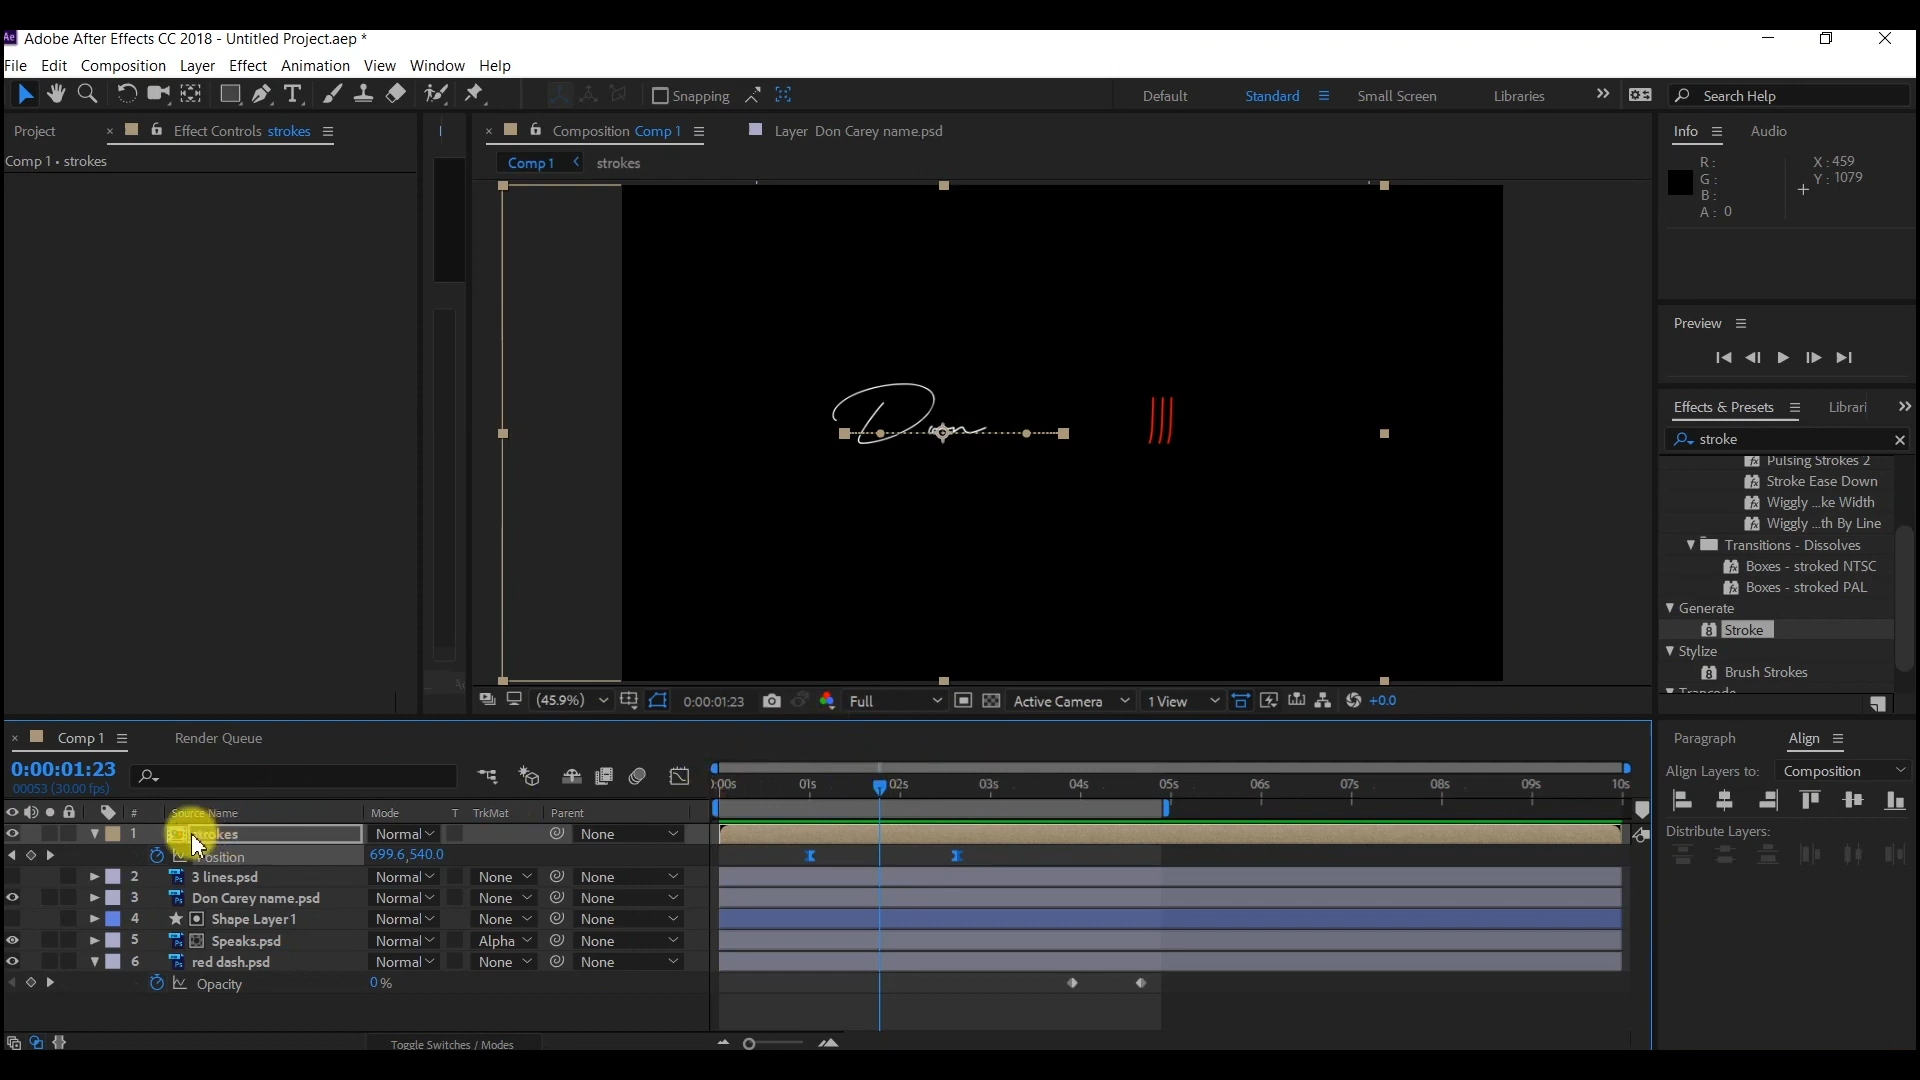 Ae Adobe After Effects CC 2018 - Untitled Project.aep *
File Edit Composition Layer Effect Animation View Window Help
Snapping Default Standard Small Screen Libraries Search Help
Project Effect Controls strokes Composition Comp 1 Layer Don Carey name.psd Info Audio
Comp 1 • strokes
Comp 1 strokes
R: X : 459
G: Y : 1079
B:
A: 0
Preview
Effects & Presets Librari
stroke
Pulsing Strokes 2
Stroke Ease Down
Wiggly ...ke Width
Wiggly ...th By Line
Transitions - Dissolves
Boxes - stroked NTSC
Boxes - stroked PAL
Generate
Stroke
Stylize
Brush Strokes
Don
(45.9%) 0:00:01:23 Full Active Camera 1 View +0.0
Comp 1 Render Queue
0:00:01:23
00053 (30.00 fps)
:00s 01s 02s 03s 04s 05s 06s 07s 08s 09s 10s
# Source Name Mode T TrkMat Parent
1 strokes Normal None
Position 699.6,540.0
2 3 lines.psd Normal None None
3 Don Carey name.psd Normal None None
4 Shape Layer 1 Normal None None
5 Speaks.psd Normal Alpha None
6 red dash.psd Normal None None
Opacity 0 %
Toggle Switches / Modes
Paragraph Align
Align Layers to: Composition
Distribute Layers: